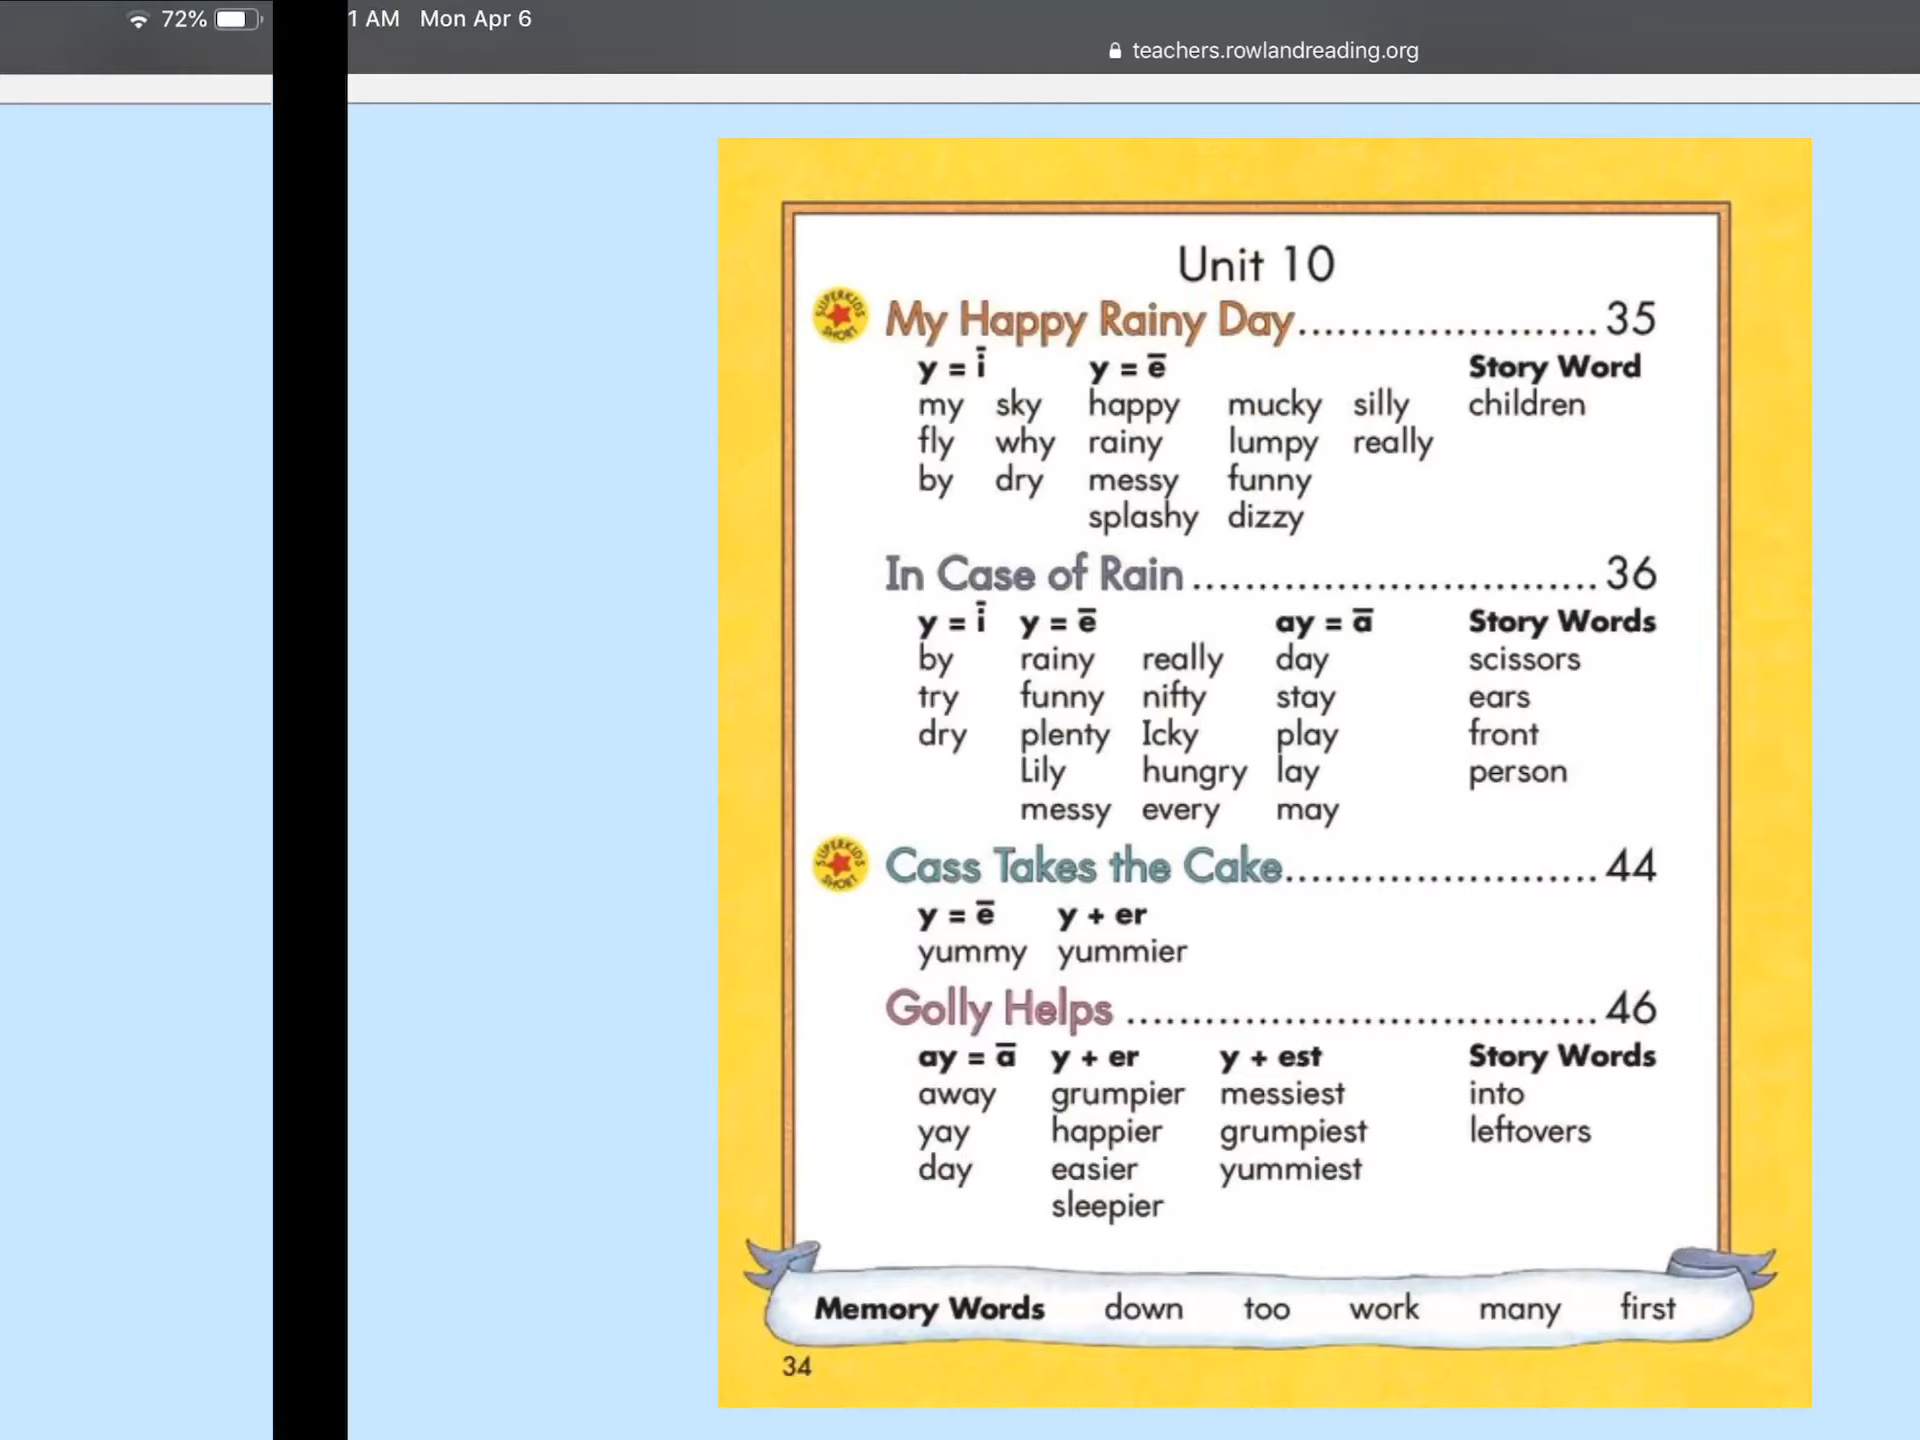 72%
1 AM Mon Apr 6
teachers.rowlandreading.org
Unit 10
SUPERKIDS SHORT
My Happy Rainy Day.......................35
y = ī y = ē Story Word
my sky happy mucky silly children
fly why rainy lumpy really
by dry messy funny
splashy dizzy
In Case of Rain...............................36
y = ī y = ē ay = ā Story Words
by rainy really day scissors
try funny nifty stay ears
dry plenty Icky play front
Lily hungry lay person
messy every may
SUPERKIDS SHORT
Cass Takes the Cake........................44
y = ē y + er
yummy yummier
Golly Helps ....................................46
ay = ā y + er y + est Story Words
away grumpier messiest into
yay happier grumpiest leftovers
day easier yummiest
sleepier
Memory Words down too work many first
34